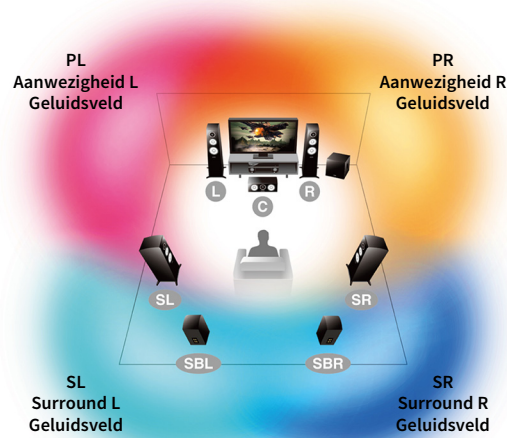 PL
Aanwezigheid L
Geluidsveld
PR
Aanwezigheid R
Geluidsveld
L
C
R
SL
SR
SBL
SBR
SL
Surround L
Geluidsveld
SR
Surround R
Geluidsveld